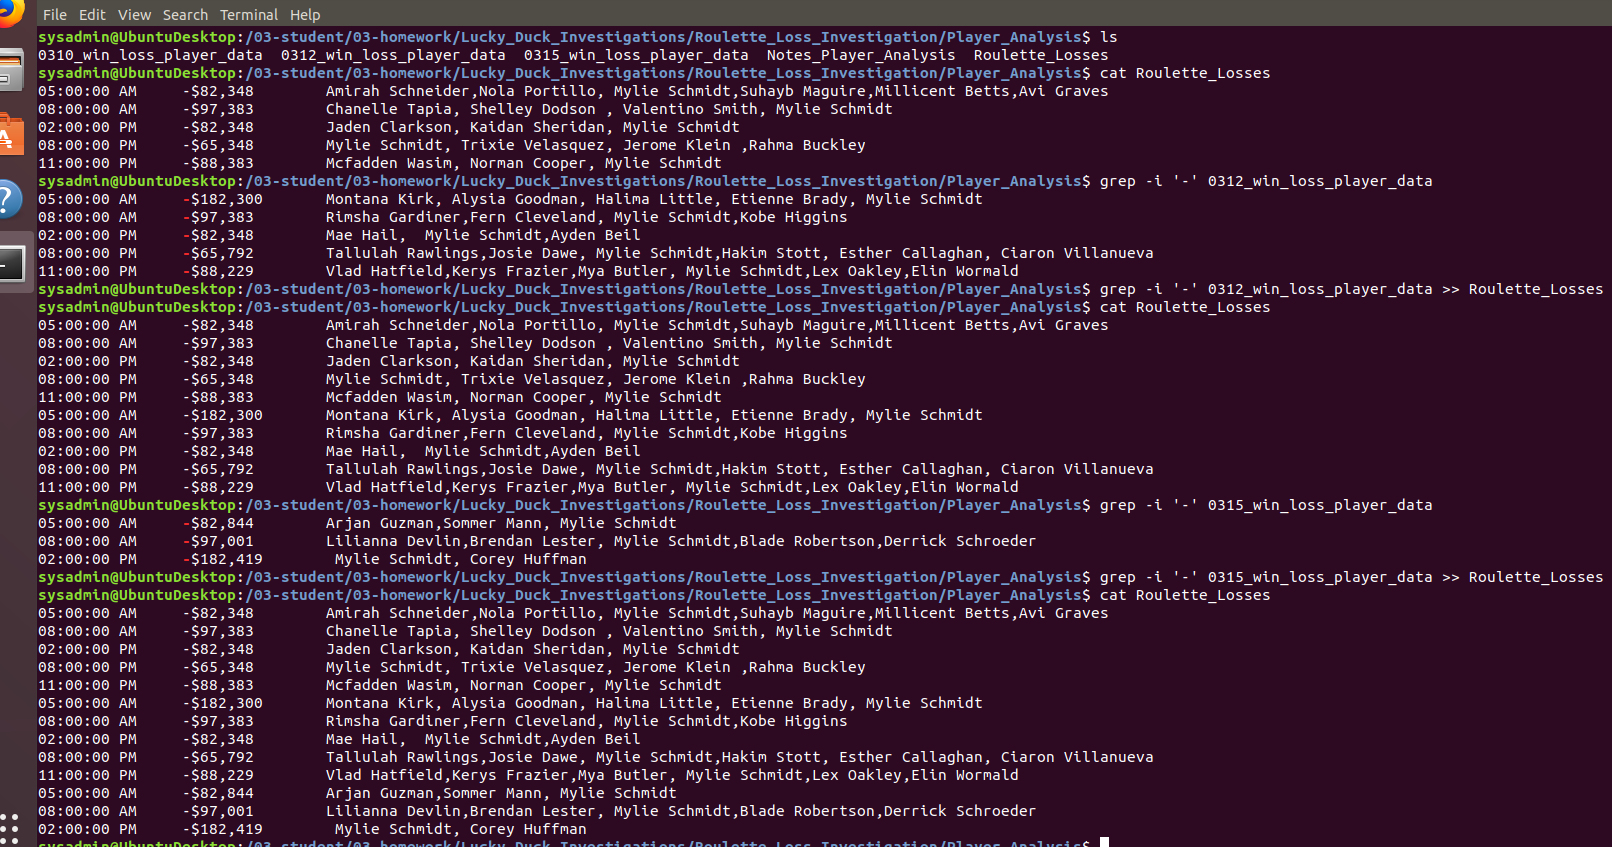 File Edit View Search Terminal Help
sysadmin@UbuntuDesktop:/03-student/03-homework/Lucky_Duck_Investigations/Roulette_Loss_Investigation/Player_Analysis$ ls
0310_win_loss_player_data  0312_win_loss_player_data  0315_win_loss_player_data  Notes_Player_Analysis  Roulette_Losses
sysadmin@UbuntuDesktop:/03-student/03-homework/Lucky_Duck_Investigations/Roulette_Loss_Investigation/Player_Analysis$ cat Roulette_Losses
05:00:00 AM     -$82,348        Amirah Schneider,Nola Portillo, Mylie Schmidt,Suhayb Maguire,Millicent Betts,Avi Graves
08:00:00 AM     -$97,383        Chanelle Tapia, Shelley Dodson , Valentino Smith, Mylie Schmidt
02:00:00 PM     -$82,348        Jaden Clarkson, Kaidan Sheridan, Mylie Schmidt
08:00:00 PM     -$65,348        Mylie Schmidt, Trixie Velasquez, Jerome Klein ,Rahma Buckley
11:00:00 PM     -$88,383        Mcfadden Wasim, Norman Cooper, Mylie Schmidt
sysadmin@UbuntuDesktop:/03-student/03-homework/Lucky_Duck_Investigations/Roulette_Loss_Investigation/Player_Analysis$ grep -i '-' 0312_win_loss_player_data
05:00:00 AM     -$182,300       Montana Kirk, Alysia Goodman, Halima Little, Etienne Brady, Mylie Schmidt
08:00:00 AM     -$97,383        Rimsha Gardiner,Fern Cleveland, Mylie Schmidt,Kobe Higgins
02:00:00 PM     -$82,348        Mae Hail,  Mylie Schmidt,Ayden Beil
08:00:00 PM     -$65,792        Tallulah Rawlings,Josie Dawe, Mylie Schmidt,Hakim Stott, Esther Callaghan, Ciaron Villanueva
11:00:00 PM     -$88,229        Vlad Hatfield,Kerys Frazier,Mya Butler, Mylie Schmidt,Lex Oakley,Elin Wormald
sysadmin@UbuntuDesktop:/03-student/03-homework/Lucky_Duck_Investigations/Roulette_Loss_Investigation/Player_Analysis$ grep -i '-' 0312_win_loss_player_data >> Roulette_Losses
sysadmin@UbuntuDesktop:/03-student/03-homework/Lucky_Duck_Investigations/Roulette_Loss_Investigation/Player_Analysis$ cat Roulette_Losses
05:00:00 AM     -$82,348        Amirah Schneider,Nola Portillo, Mylie Schmidt,Suhayb Maguire,Millicent Betts,Avi Graves
08:00:00 AM     -$97,383        Chanelle Tapia, Shelley Dodson , Valentino Smith, Mylie Schmidt
02:00:00 PM     -$82,348        Jaden Clarkson, Kaidan Sheridan, Mylie Schmidt
08:00:00 PM     -$65,348        Mylie Schmidt, Trixie Velasquez, Jerome Klein ,Rahma Buckley
11:00:00 PM     -$88,383        Mcfadden Wasim, Norman Cooper, Mylie Schmidt
05:00:00 AM     -$182,300       Montana Kirk, Alysia Goodman, Halima Little, Etienne Brady, Mylie Schmidt
08:00:00 AM     -$97,383        Rimsha Gardiner,Fern Cleveland, Mylie Schmidt,Kobe Higgins
02:00:00 PM     -$82,348        Mae Hail,  Mylie Schmidt,Ayden Beil
08:00:00 PM     -$65,792        Tallulah Rawlings,Josie Dawe, Mylie Schmidt,Hakim Stott, Esther Callaghan, Ciaron Villanueva
11:00:00 PM     -$88,229        Vlad Hatfield,Kerys Frazier,Mya Butler, Mylie Schmidt,Lex Oakley,Elin Wormald
sysadmin@UbuntuDesktop:/03-student/03-homework/Lucky_Duck_Investigations/Roulette_Loss_Investigation/Player_Analysis$ grep -i '-' 0315_win_loss_player_data
05:00:00 AM     -$82,844        Arjan Guzman,Sommer Mann, Mylie Schmidt
08:00:00 AM     -$97,001        Lilianna Devlin,Brendan Lester, Mylie Schmidt,Blade Robertson,Derrick Schroeder
02:00:00 PM     -$182,419        Mylie Schmidt, Corey Huffman
sysadmin@UbuntuDesktop:/03-student/03-homework/Lucky_Duck_Investigations/Roulette_Loss_Investigation/Player_Analysis$ grep -i '-' 0315_win_loss_player_data >> Roulette_Losses
sysadmin@UbuntuDesktop:/03-student/03-homework/Lucky_Duck_Investigations/Roulette_Loss_Investigation/Player_Analysis$ cat Roulette_Losses
05:00:00 AM     -$82,348        Amirah Schneider,Nola Portillo, Mylie Schmidt,Suhayb Maguire,Millicent Betts,Avi Graves
08:00:00 AM     -$97,383        Chanelle Tapia, Shelley Dodson , Valentino Smith, Mylie Schmidt
02:00:00 PM     -$82,348        Jaden Clarkson, Kaidan Sheridan, Mylie Schmidt
08:00:00 PM     -$65,348        Mylie Schmidt, Trixie Velasquez, Jerome Klein ,Rahma Buckley
11:00:00 PM     -$88,383        Mcfadden Wasim, Norman Cooper, Mylie Schmidt
05:00:00 AM     -$182,300       Montana Kirk, Alysia Goodman, Halima Little, Etienne Brady, Mylie Schmidt
08:00:00 AM     -$97,383        Rimsha Gardiner,Fern Cleveland, Mylie Schmidt,Kobe Higgins
02:00:00 PM     -$82,348        Mae Hail,  Mylie Schmidt,Ayden Beil
08:00:00 PM     -$65,792        Tallulah Rawlings,Josie Dawe, Mylie Schmidt,Hakim Stott, Esther Callaghan, Ciaron Villanueva
11:00:00 PM     -$88,229        Vlad Hatfield,Kerys Frazier,Mya Butler, Mylie Schmidt,Lex Oakley,Elin Wormald
05:00:00 AM     -$82,844        Arjan Guzman,Sommer Mann, Mylie Schmidt
08:00:00 AM     -$97,001        Lilianna Devlin,Brendan Lester, Mylie Schmidt,Blade Robertson,Derrick Schroeder
02:00:00 PM     -$182,419        Mylie Schmidt, Corey Huffman
sysadmin@UbuntuDesktop:/03-student/03-homework/Lucky_Duck_Investigations/Roulette_Loss_Investigation/Player_Analysis$